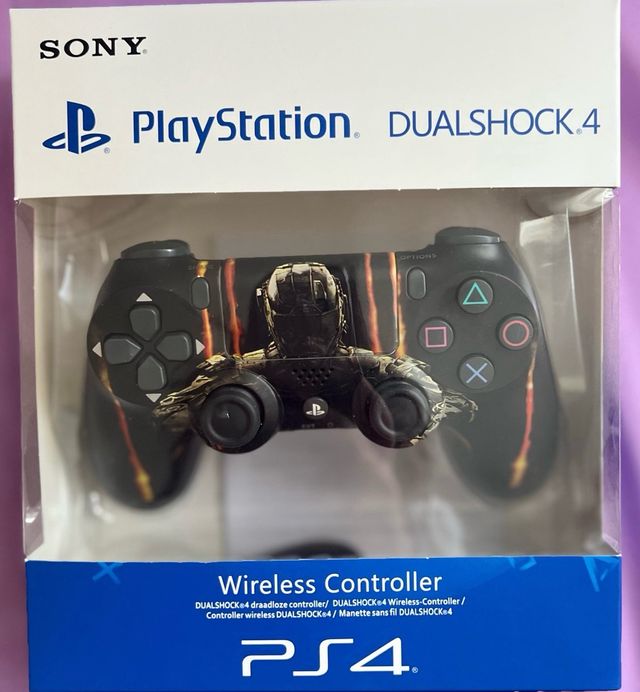 SONY®
PlayStation® DUALSHOCK®4
OPTIONS
Wireless Controller
DUALSHOCK®4 draadloze controller/ DUALSHOCK®4 Wireless-Controller /
Controller wireless DUALSHOCK®4 / Manette sans fil DUALSHOCK®4
PS4®